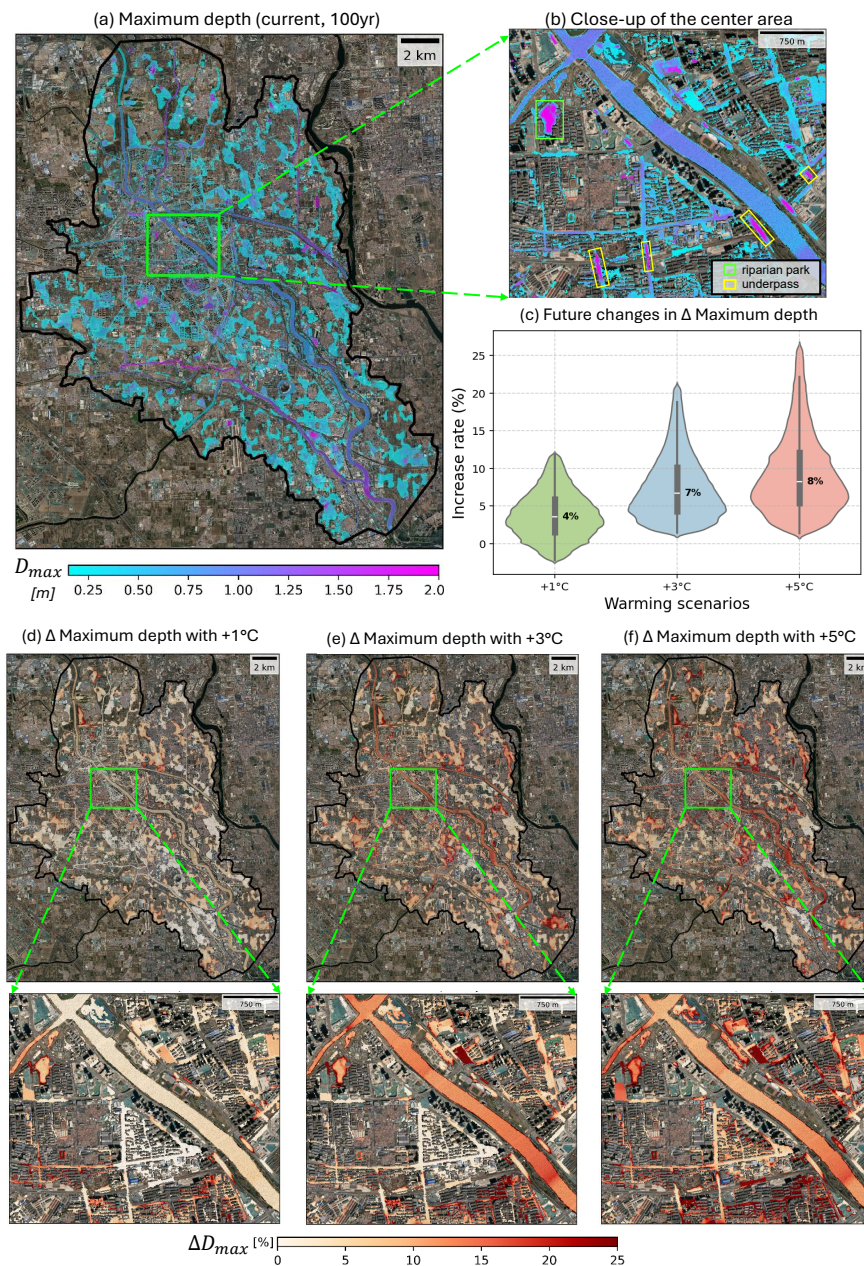 (a) Maximum depth (current, 100yr)
2 km
(b) Close-up of the center area
750 m
riparian park
underpass
D_max
[m]
0.25 0.50 0.75 1.00 1.25 1.50 1.75 2.0
(c) Future changes in Δ Maximum depth
Increase rate (%)
25
20
15
10
5
0
4%
7%
8%
+1°C +3°C +5°C
Warming scenarios
(d) Δ Maximum depth with +1°C
(e) Δ Maximum depth with +3°C
(f) Δ Maximum depth with +5°C
2 km
2 km
2 km
750 m
750 m
750 m
ΔD_max [%]
0 5 10 15 20 25